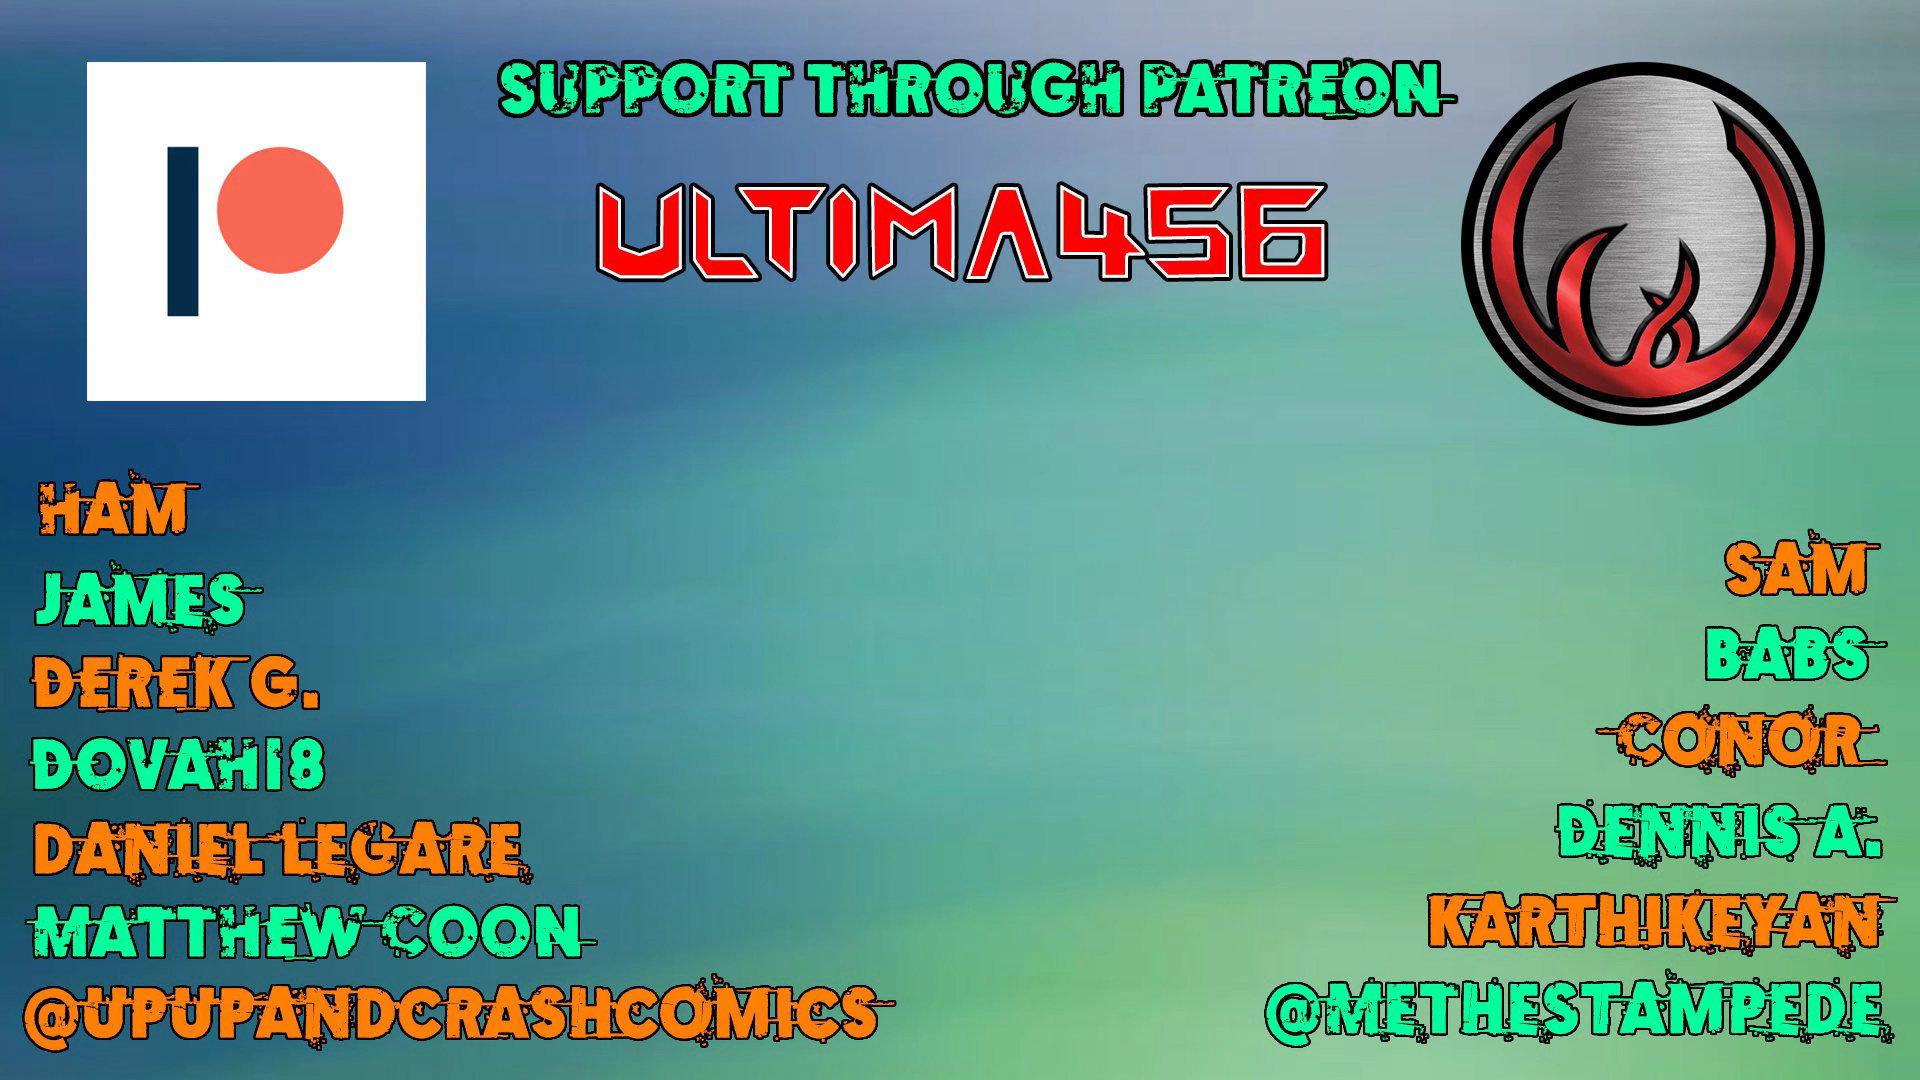 SUPPORT THROUGH PATREON
ULTIMA456
HAM
JAMES
DEREK G.
DOVAH18
DANIEL LEGARE
MATTHEW COON
@UPUPANDCRASHCOMICS
SAM
BABS
CONOR
DENNIS A.
KARTHIKEYAN
@METHESTAMPEDE